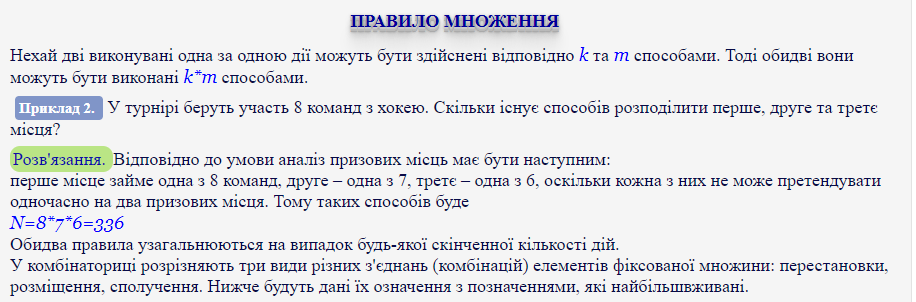 ПРАВИЛО МНОЖЕННЯ
Нехай дві виконувані одна за одною дії можуть бути здійснені відповідно k та m способами. Тоді обидві вони
можуть бути виконані k*m способами.
Приклад 2. У турнірі беруть участь 8 команд з хокею. Скільки існує способів розподілити перше, друге та третє
місця?
Розв'язання. Відповідно до умови аналіз призових місць має бути наступним:
перше місце займе одна з 8 команд, друге – одна з 7, третє – одна з 6, оскільки кожна з них не може претендувати
одночасно на два призових місця. Тому таких способів буде
N=8*7*6=336
Обидва правила узагальнюються на випадок будь-якої скінченної кількості дій.
У комбінаториці розрізняють три види різних з'єднань (комбінацій) елементів фіксованої множини: перестановки,
розміщення, сполучення. Нижче будуть дані їх означення з позначеннями, які найбільшвживані.